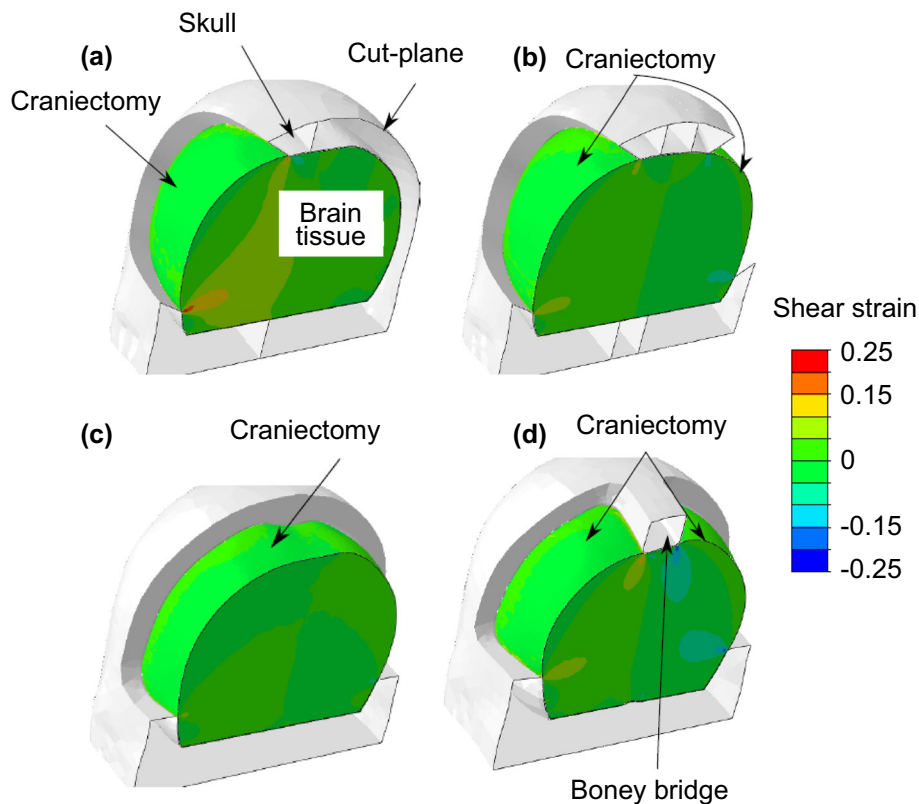 Skull
(a)
Cut-plane
Craniectomy
Brain
tissue
(b)
Craniectomy
Shear strain
0.25
0.15
0
-0.15
-0.25
(c)
Craniectomy
(d)
Craniectomy
Boney bridge